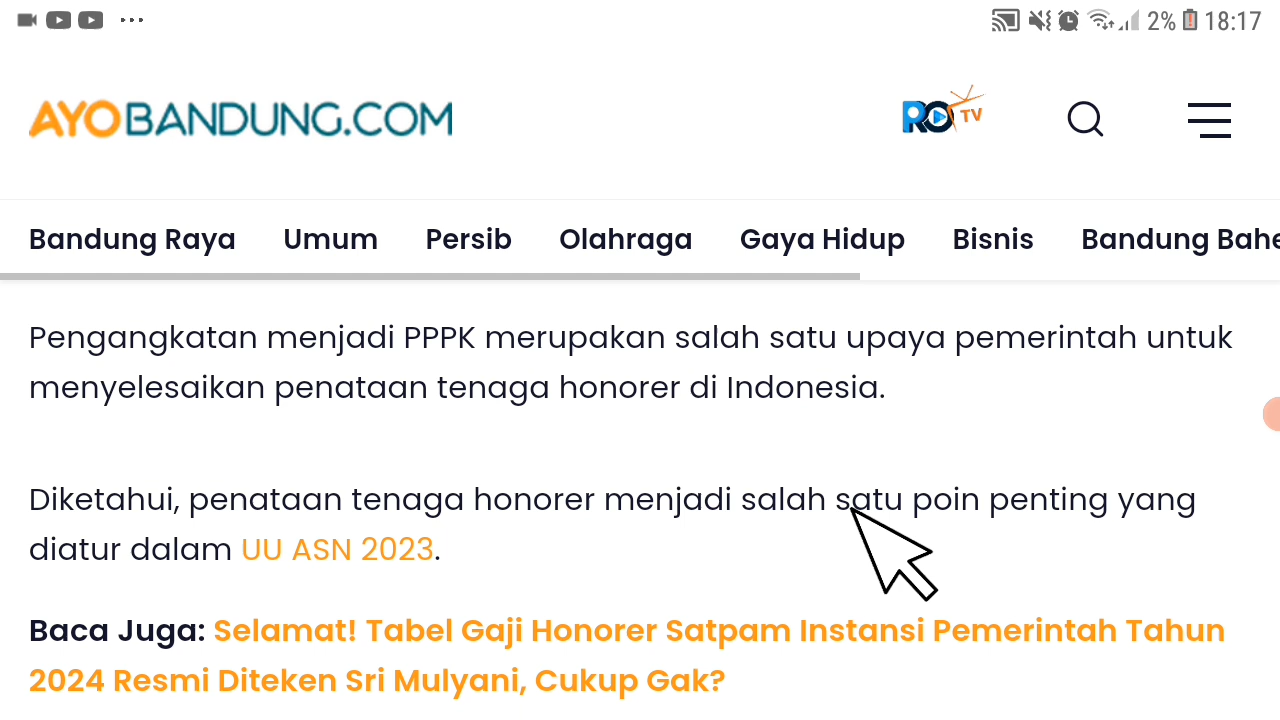 2% 18:17
AYOBANDUNG.COM
RO TV
Bandung Raya Umum Persib Olahraga Gaya Hidup Bisnis Bandung Bahe
Pengangkatan menjadi PPPK merupakan salah satu upaya pemerintah untuk
menyelesaikan penataan tenaga honorer di Indonesia.
Diketahui, penataan tenaga honorer menjadi salah satu poin penting yang
diatur dalam UU ASN 2023.
Baca Juga: Selamat! Tabel Gaji Honorer Satpam Instansi Pemerintah Tahun
2024 Resmi Diteken Sri Mulyani, Cukup Gak?